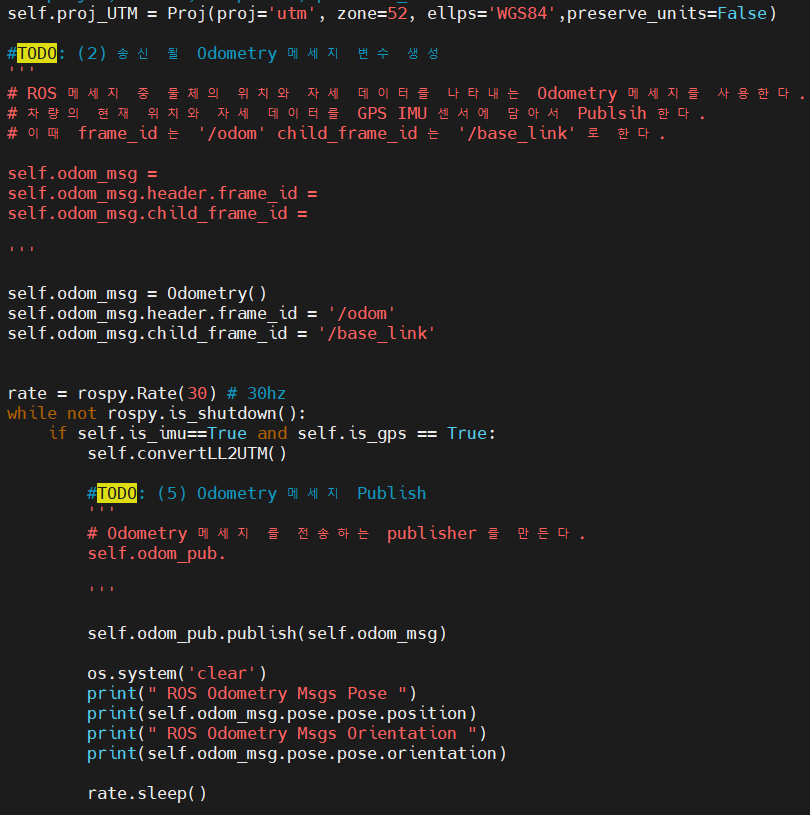 self.proj_UTM = Proj(proj='utm', zone=52, ellps='WGS84',preserve_units=False)
#TODO: (2) 송신 될 Odometry 메세지 변수 생성
'''
# ROS 메세지 중 물체의 위치와 자세 데이터를 나타내는 Odometry 메세지를 사용한다.
# 차량의 현재 위치와 자세 데이터를 GPS IMU 센서에 담아서 Publsih 한다.
# 이때 frame_id 는 '/odom' child_frame_id 는 '/base_link' 로 한다.
self.odom_msg =
self.odom_msg.header.frame_id =
self.odom_msg.child_frame_id =
'''
self.odom_msg = Odometry()
self.odom_msg.header.frame_id = '/odom'
self.odom_msg.child_frame_id = '/base_link'
rate = rospy.Rate(30) # 30hz
while not rospy.is_shutdown():
    if self.is_imu==True and self.is_gps == True:
        self.convertLL2UTM()
        #TODO: (5) Odometry 메세지 Publish
        '''
        # Odometry 메세지 를 전송하는 publisher 를 만든다.
        self.odom_pub.
        '''
        self.odom_pub.publish(self.odom_msg)
        os.system('clear')
        print(" ROS Odometry Msgs Pose ")
        print(self.odom_msg.pose.pose.position)
        print(" ROS Odometry Msgs Orientation ")
        print(self.odom_msg.pose.pose.orientation)
        rate.sleep()